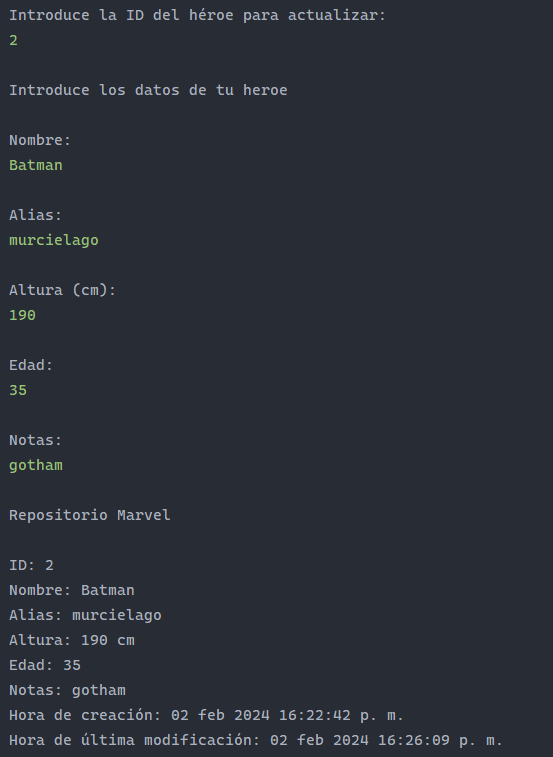 Introduce la ID del héroe para actualizar:
2
Introduce los datos de tu heroe
Nombre:
Batman
Alias:
murcielago
Altura (cm):
190
Edad:
35
Notas:
gotham
Repositorio Marvel
ID: 2
Nombre: Batman
Alias: murcielago
Altura: 190 cm
Edad: 35
Notas: gotham
Hora de creación: 02 feb 2024 16:22:42 p. m.
Hora de última modificación: 02 feb 2024 16:26:09 p. m.